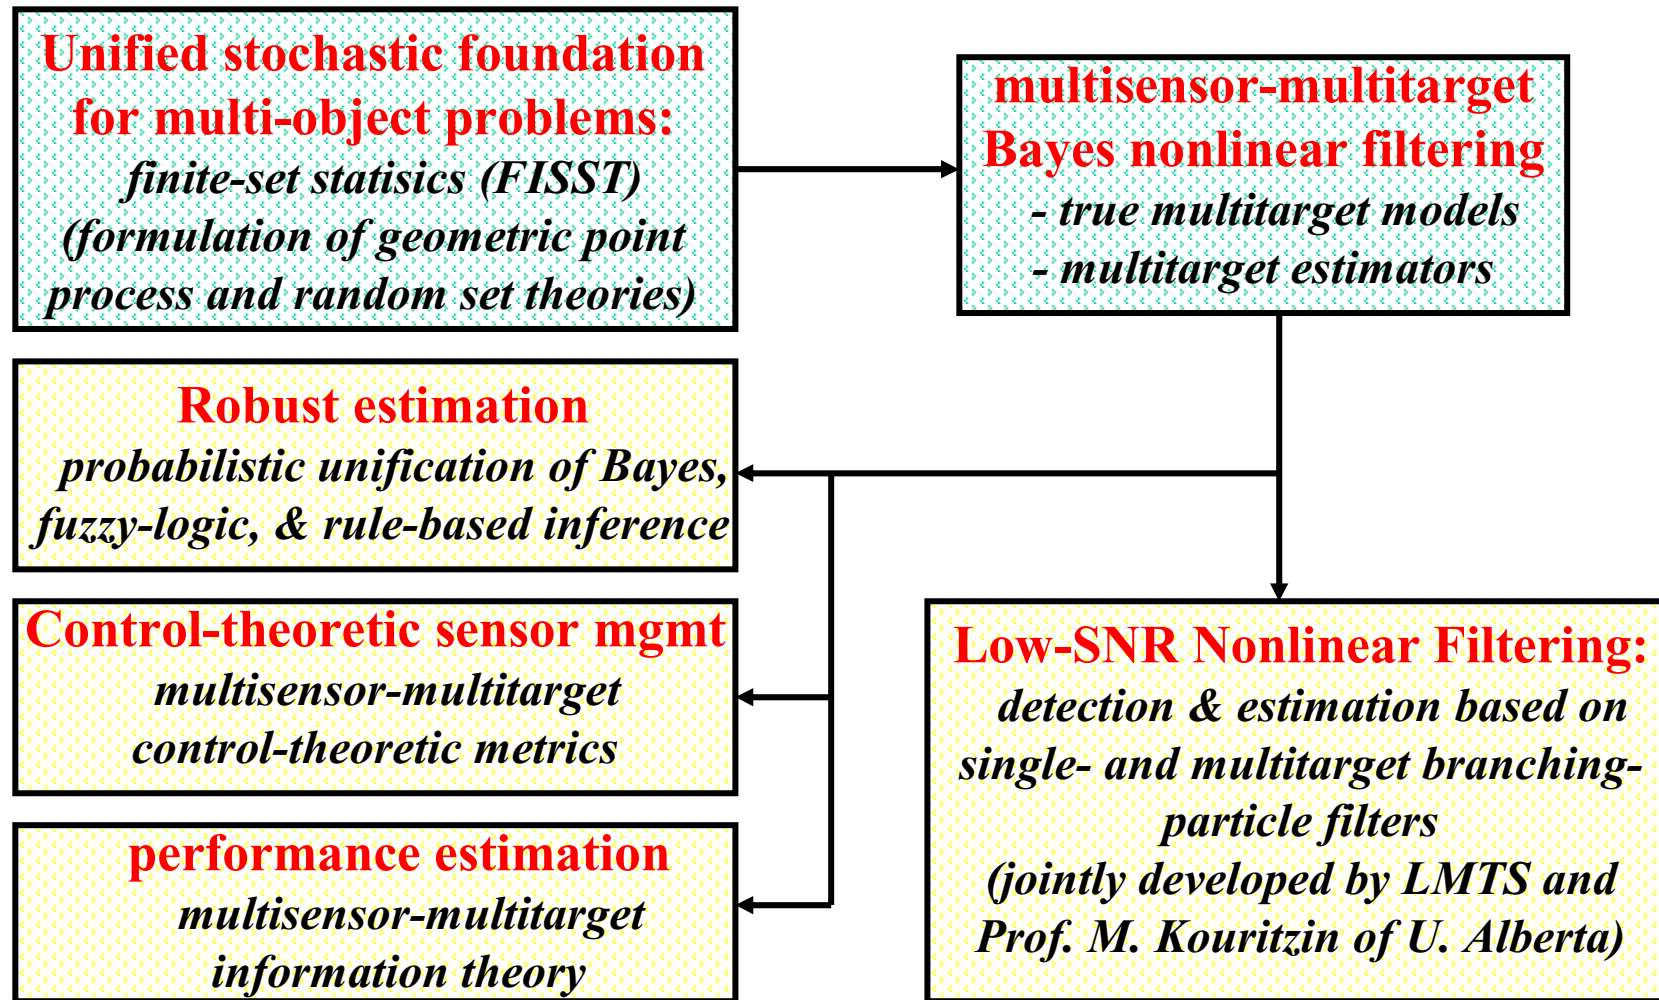 Unified stochastic foundation
for multi-object problems:
finite-set statisics (FISST)
(formulation of geometric point
process and random set theories)
multisensor-multitarget
Bayes nonlinear filtering
- true multitarget models
- multitarget estimators
Robust estimation
probabilistic unification of Bayes,
fuzzy-logic, & rule-based inference
Control-theoretic sensor mgmt
multisensor-multitarget
control-theoretic metrics
performance estimation
multisensor-multitarget
information theory
Low-SNR Nonlinear Filtering:
detection & estimation based on
single- and multitarget branching-
particle filters
(jointly developed by LMTS and
Prof. M. Kouritzin of U. Alberta)